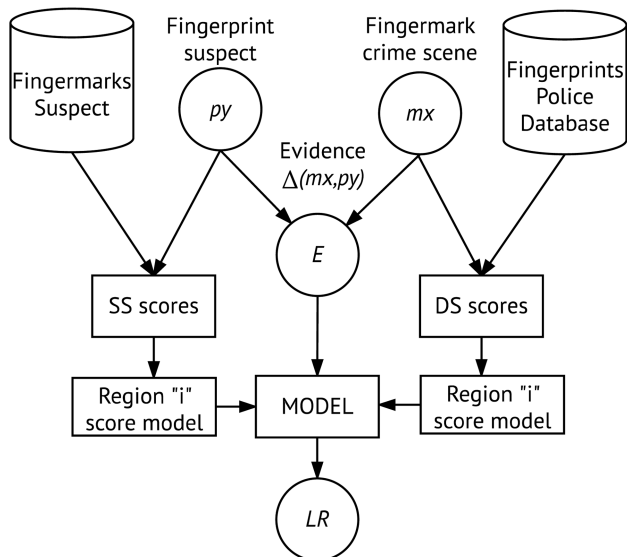 Fingermarks
Suspect
Fingerprint
suspect
py
Fingermark
crime scene
mx
Fingerprints
Police
Database
Evidence
Δ(mx,py)
E
SS scores
DS scores
Region "i"
score model
MODEL
Region "i"
score model
LR